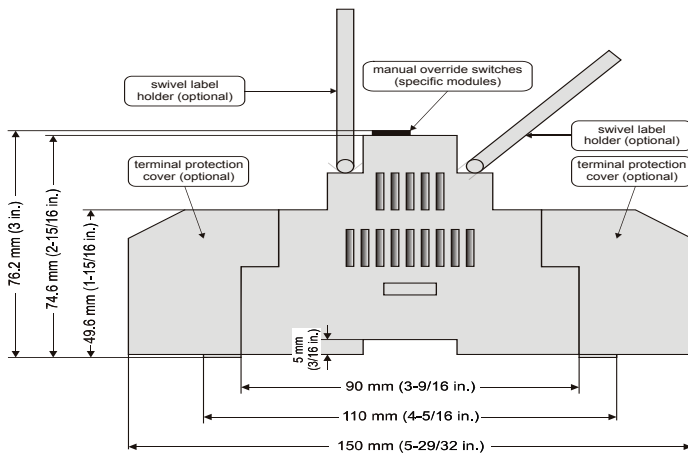 manual override switches
(specific modules)
swivel label
holder (optional)
swivel label
holder (optional)
terminal protection
cover (optional)
terminal protection
cover (optional)
76.2 mm (3 in.)
74.6 mm (2-15/16 in.)
49.6 mm (1-15/16 in.)
5 mm
(3/16 in.)
90 mm (3-9/16 in.)
110 mm (4-5/16 in.)
150 mm (5-29/32 in.)